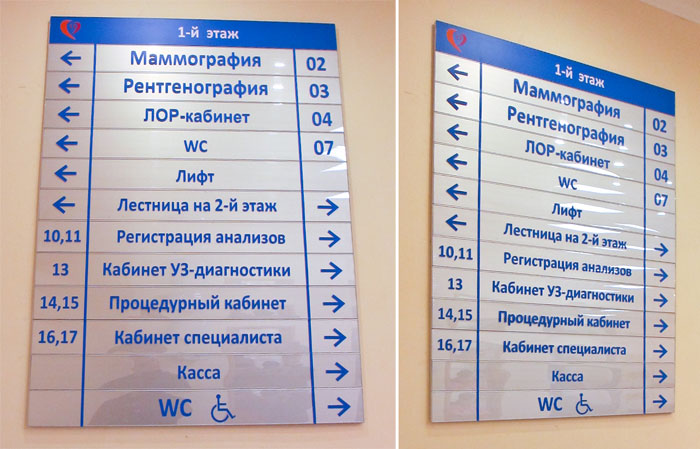 1-й этаж
← Маммография 02
← Рентгенография 03
← ЛОР-кабинет 04
← WC 07
← Лифт
← Лестница на 2-й этаж →
10,11 Регистрация анализов →
13 Кабинет УЗ-диагностики →
14,15 Процедурный кабинет →
16,17 Кабинет специалиста →
Касса →
WC →
1-й этаж
← Маммография 02
← Рентгенография 03
← ЛОР-кабинет 04
← WC 07
← Лифт
← Лестница на 2-й этаж →
10,11 Регистрация анализов →
13 Кабинет УЗ-диагностики →
14,15 Процедурный кабинет →
16,17 Кабинет специалиста →
Касса →
WC →